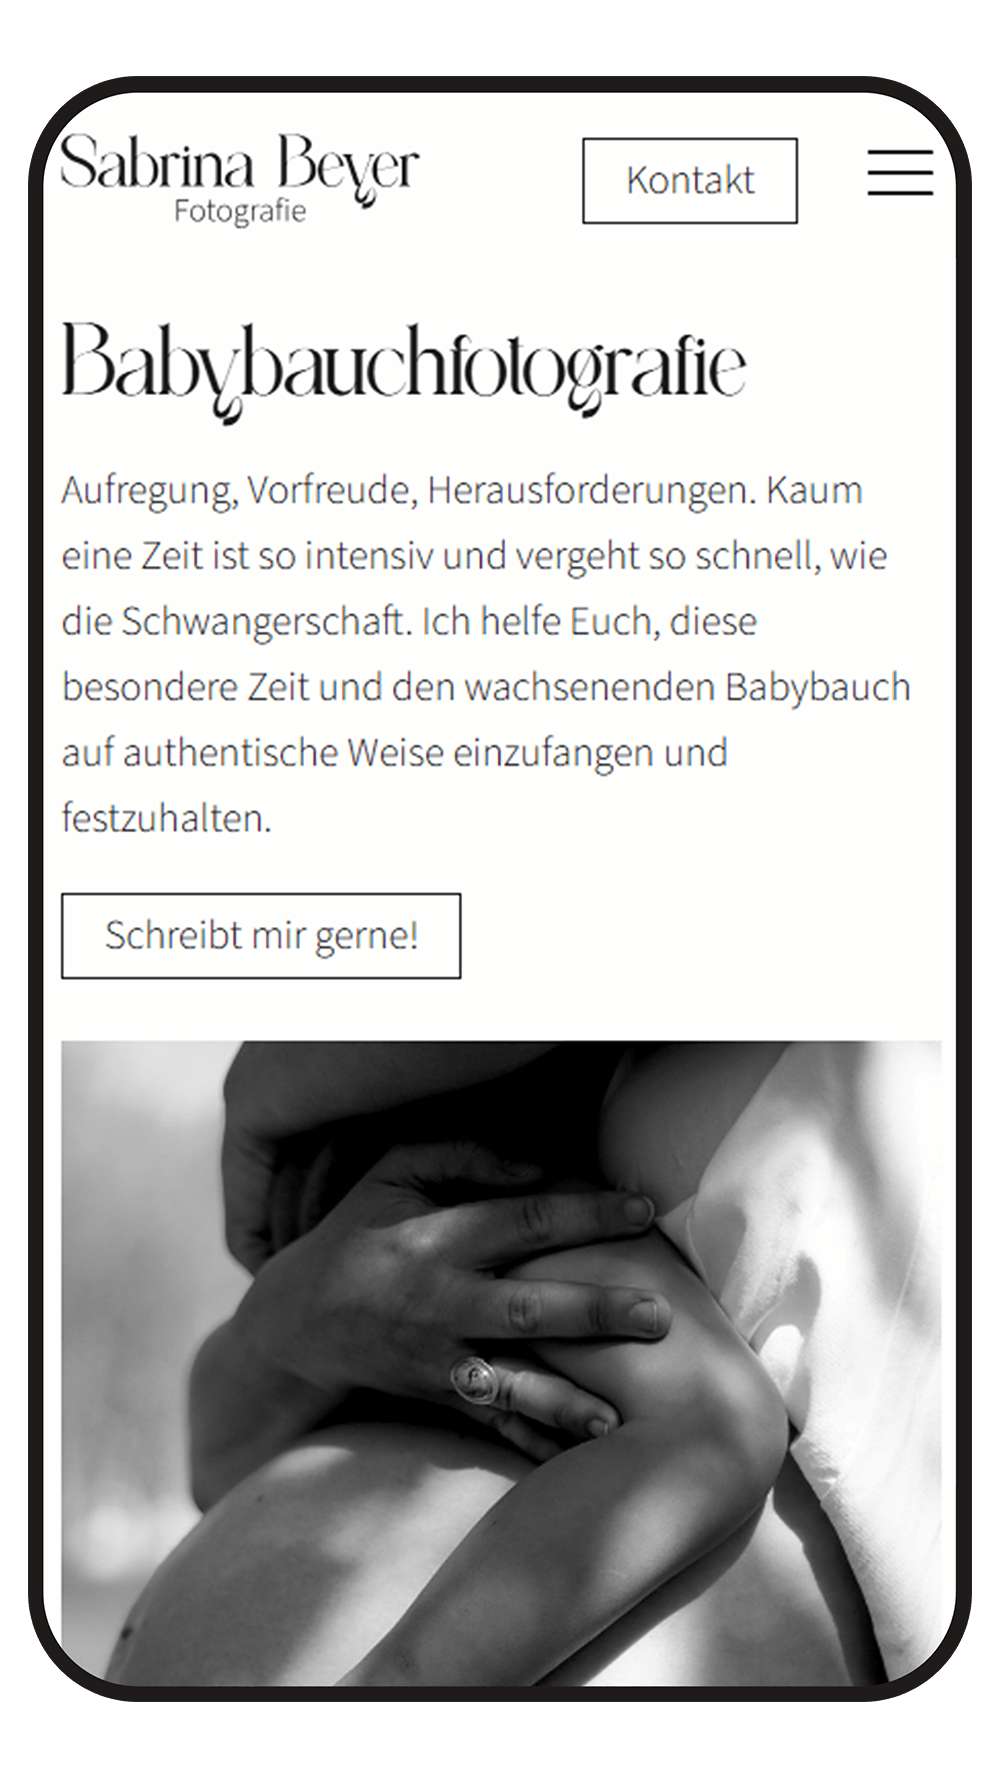 Sabrina Beyer
Fotografie
Kontakt
Babybauchfotografie
Aufregung, Vorfreude, Herausforderungen. Kaum
eine Zeit ist so intensiv und vergeht so schnell, wie
die Schwangerschaft. Ich helfe Euch, diese
besondere Zeit und den wachsenenden Babybauch
auf authentische Weise einzufangen und
festzuhalten.
Schreibt mir gerne!